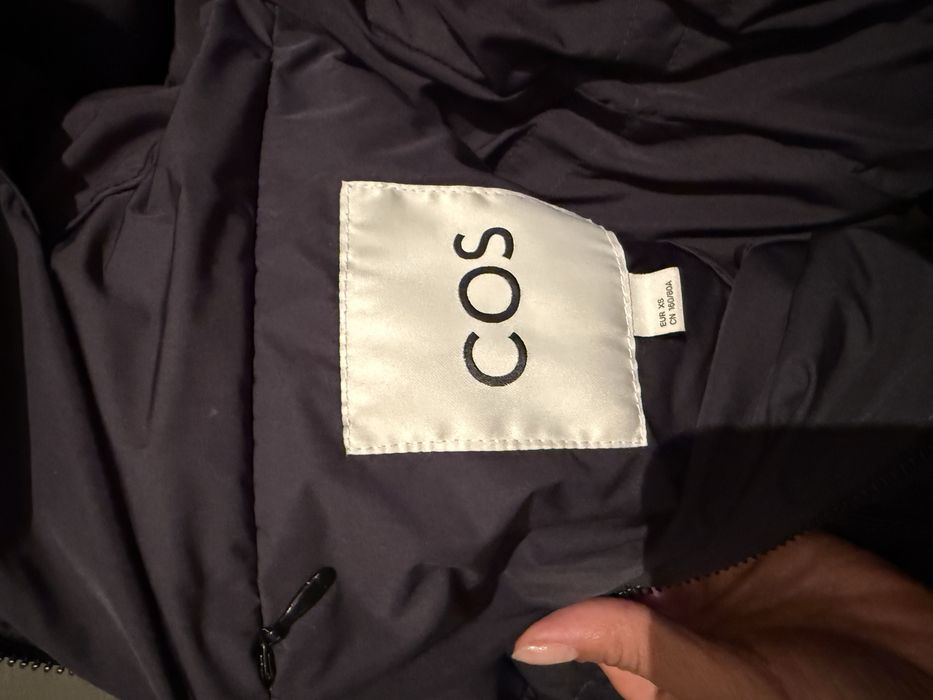 COS
EUR XS
CN 160/80A